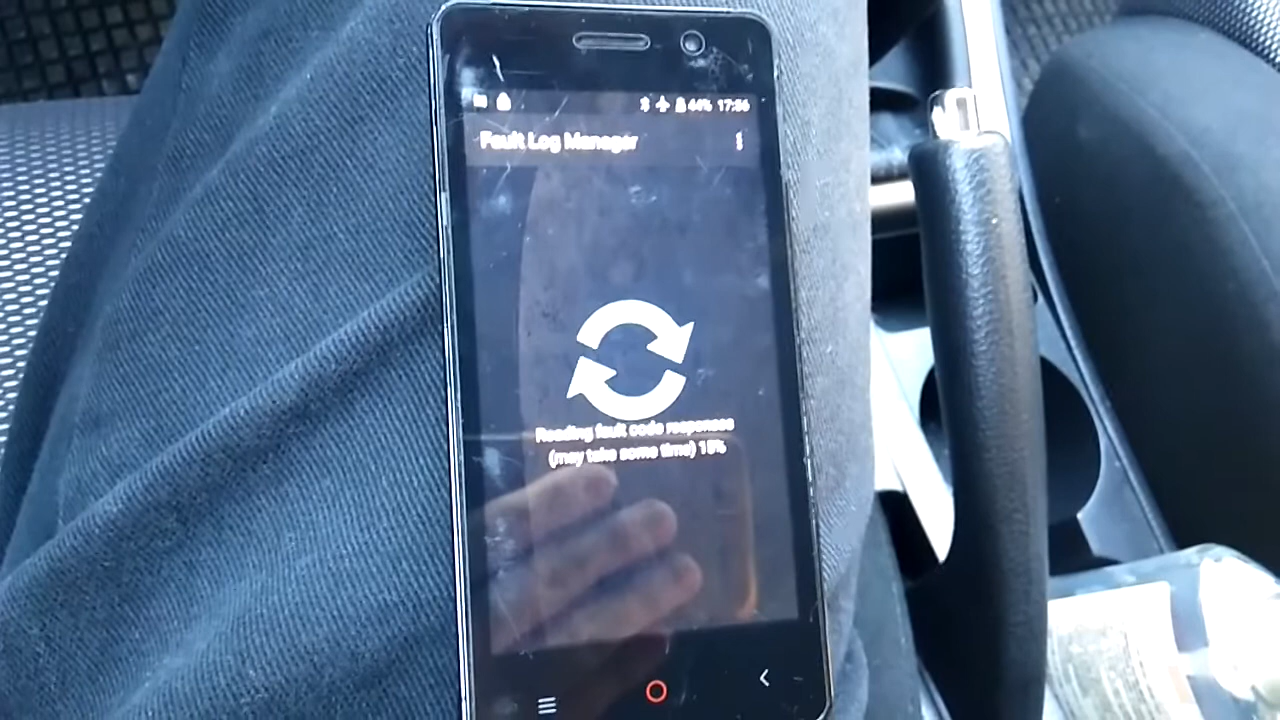 44% 17:56
Fault Log Manager
Reading fault code responses
(may take some time) 15%